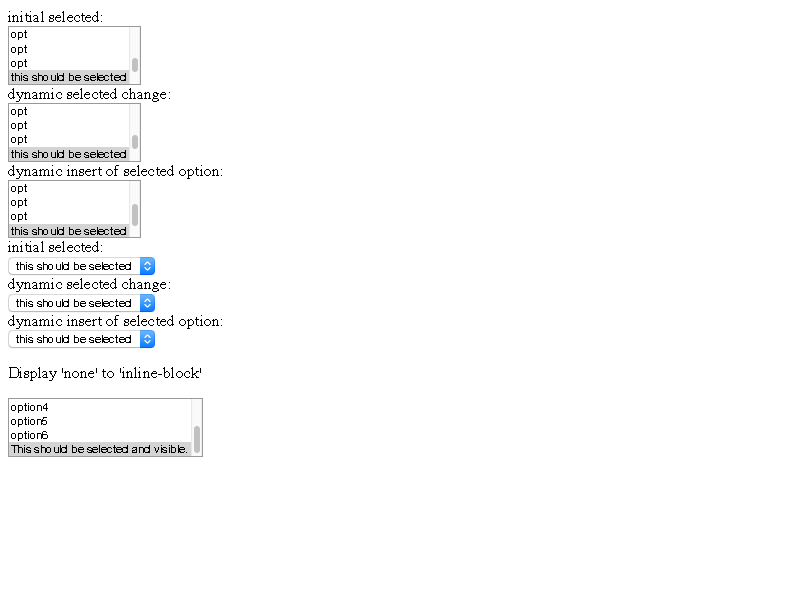 initial selected:
opt
opt
opt
this should be selected
dynamic selected change:
opt
opt
opt
this should be selected
dynamic insert of selected option:
opt
opt
opt
this should be selected
initial selected:
this should be selected
dynamic selected change:
this should be selected
dynamic insert of selected option:
this should be selected
Display 'none' to 'inline-block'
option4
option5
option6
This should be selected and visible.